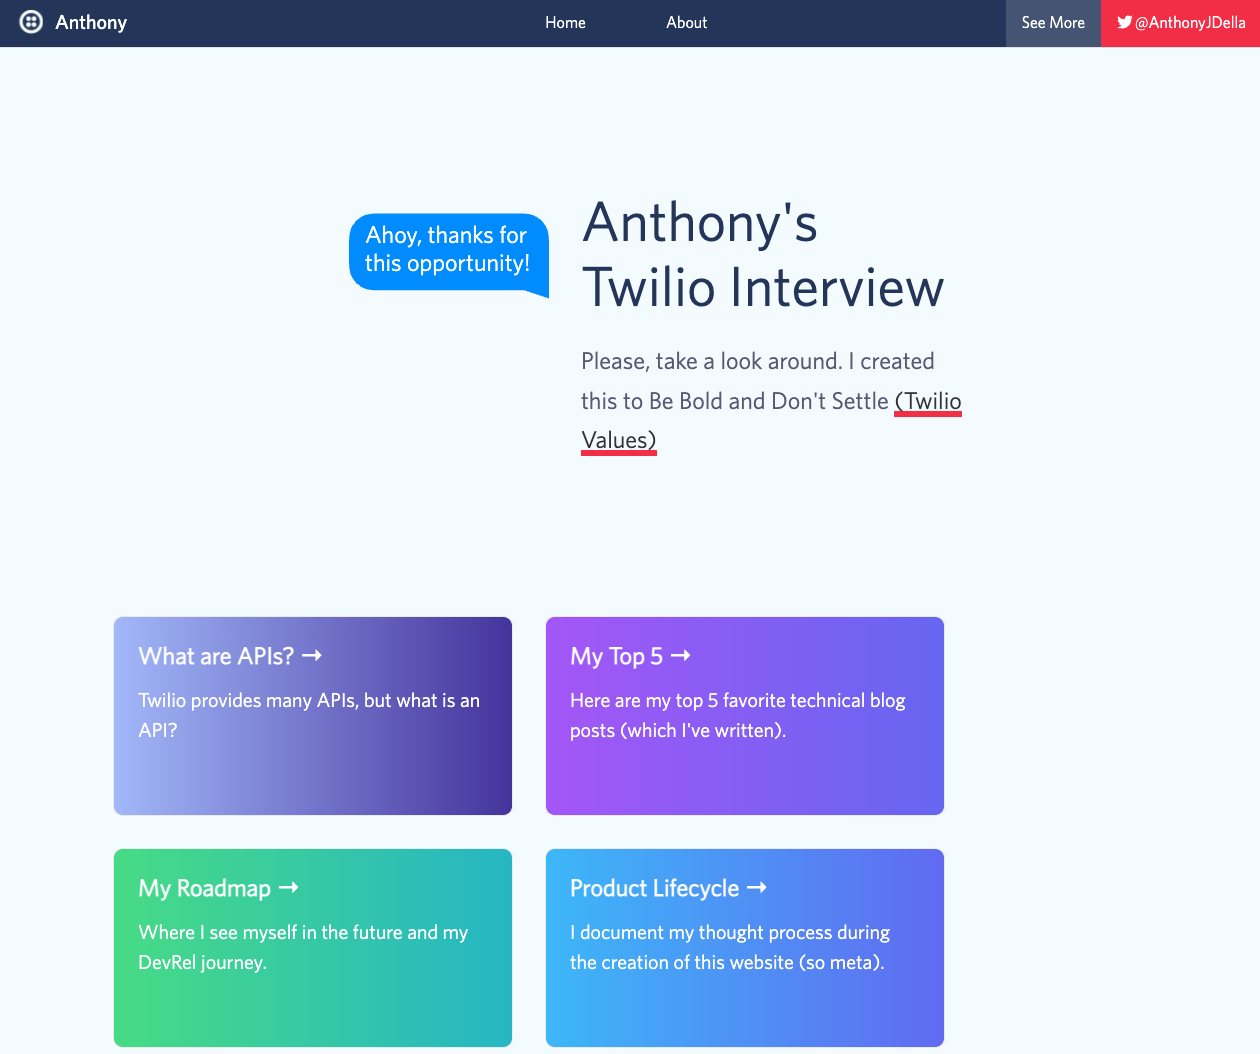 Anthony
Home
About
See More
@AnthonyJDella
Ahoy, thanks for
this opportunity!
Anthony's
Twilio Interview
Please, take a look around. I created
this to Be Bold and Don't Settle (Twilio
Values)
What are APIs? →
Twilio provides many APIs, but what is an
API?
My Top 5 →
Here are my top 5 favorite technical blog
posts (which I've written).
My Roadmap →
Where I see myself in the future and my
DevRel journey.
Product Lifecycle →
I document my thought process during
the creation of this website (so meta).